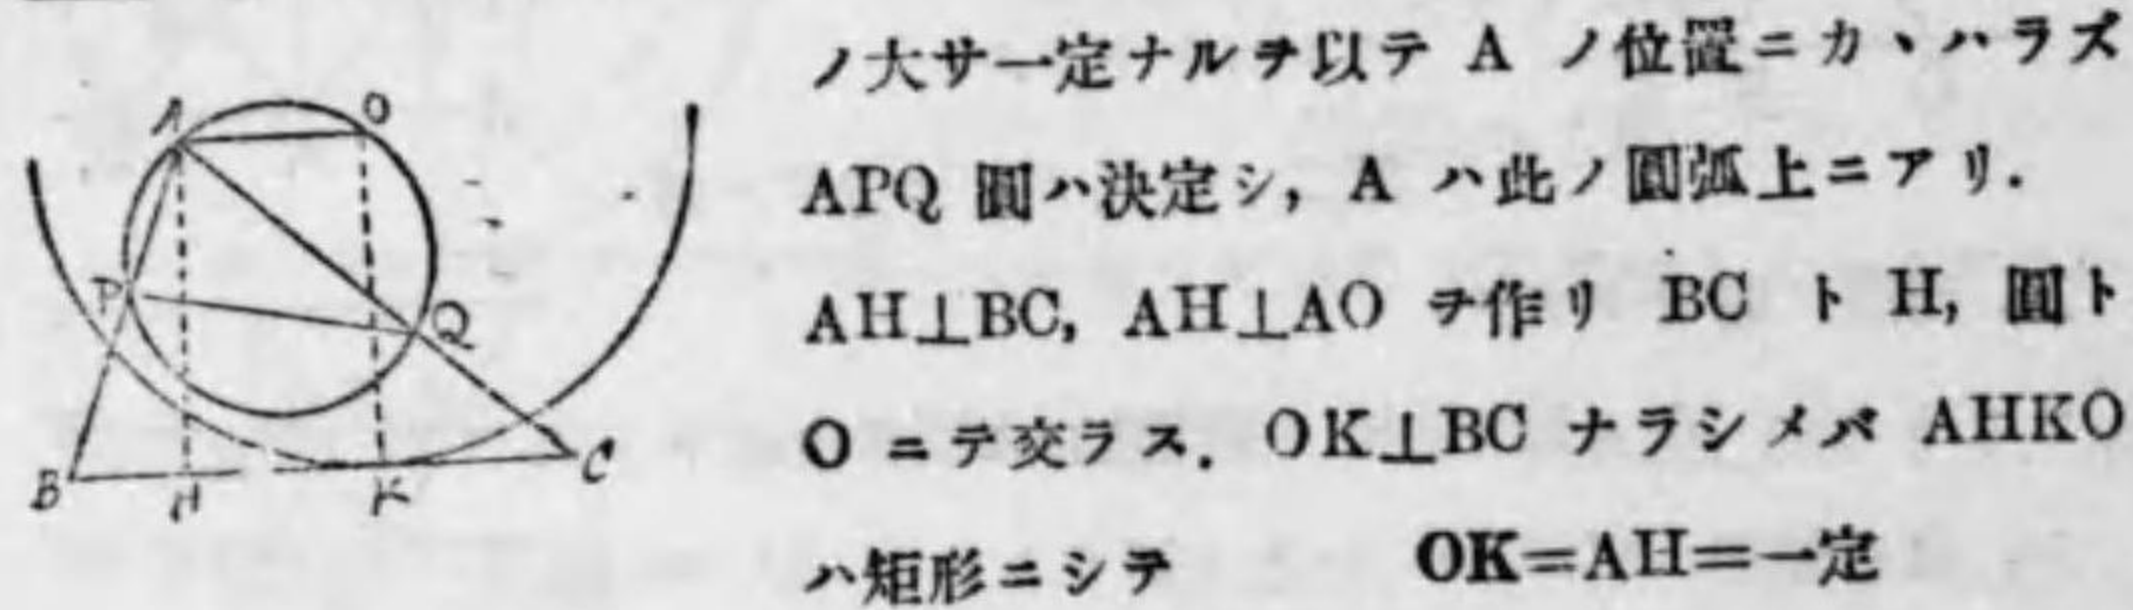 ノ大サ一定ナルヲ以テ A ノ位置ニカヽハラズ
APQ 圓ハ決定シ, A ハ此ノ圓弧上ニアリ.
AH⊥BC, AH⊥AO ヲ作リ BC ト H, 圓ト
O ニテ交ラス. OK⊥BC ナラシメバ AHKO
ハ矩形ニシテ OK=AH=一定
A O
P Q
B H K C